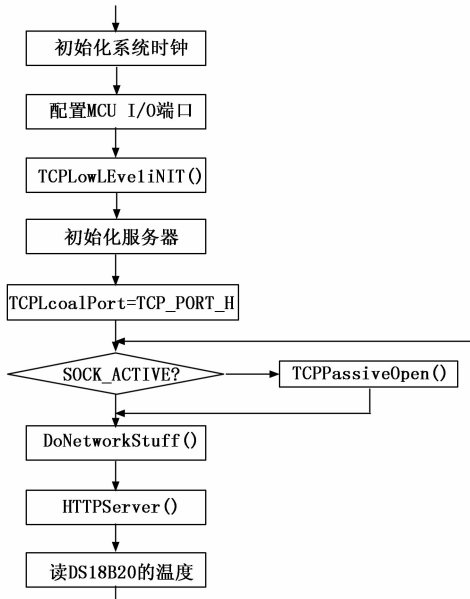 初始化系统时钟
配置MCU I/O端口
TCPLowLEveliNIT()
初始化服务器
TCPLcoalPort=TCP_PORT_H
SOCK_ACTIVE?
TCPPassiveOpen()
DoNetworkStuff()
HTTPServer()
读DS18B20的温度